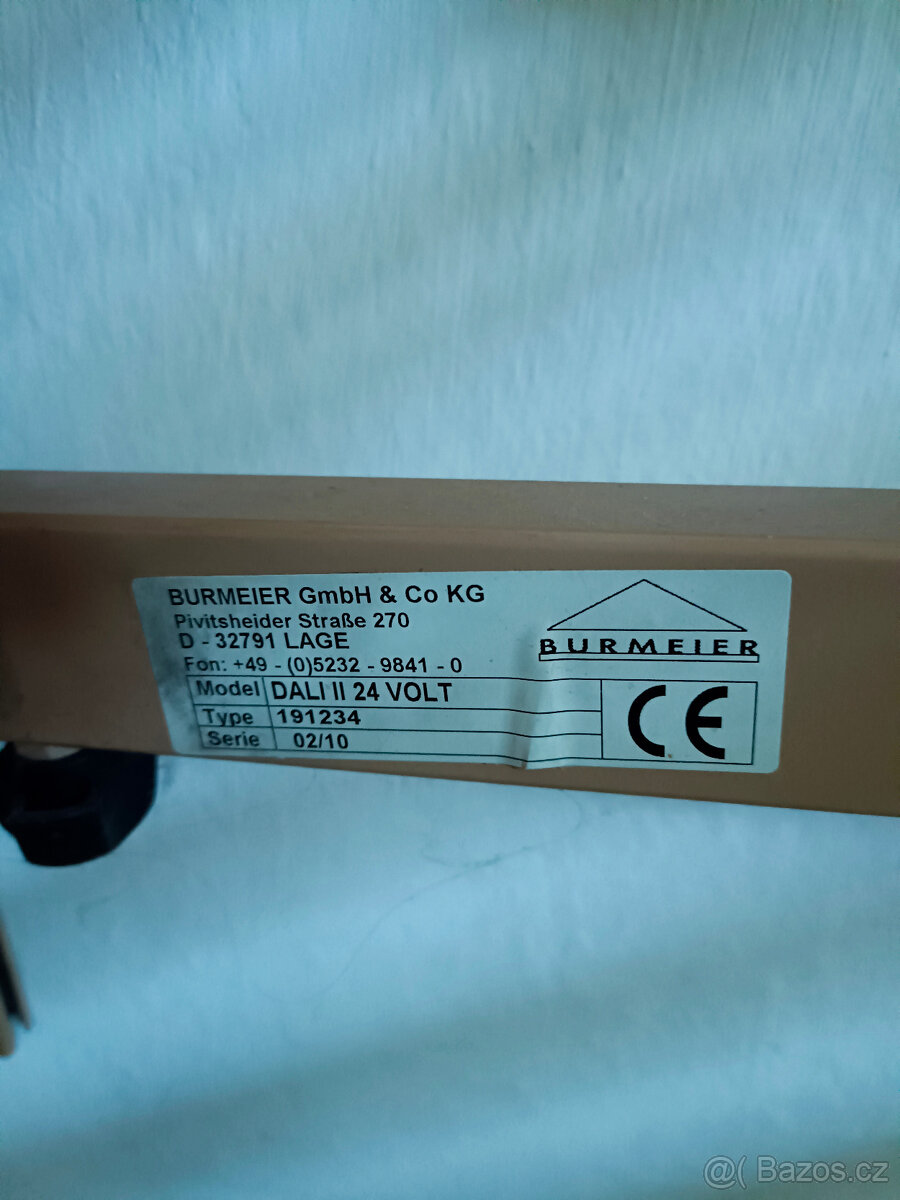 BURMEIER GmbH & Co KG
Pivitsheider Straße 270
D - 32791 LAGE
Fon: +49 - (0)5232 - 9841 - 0
BURMEIER
Model DALI II 24 VOLT
Type 191234
Serie 02/10
CE
@( Bazos.cz